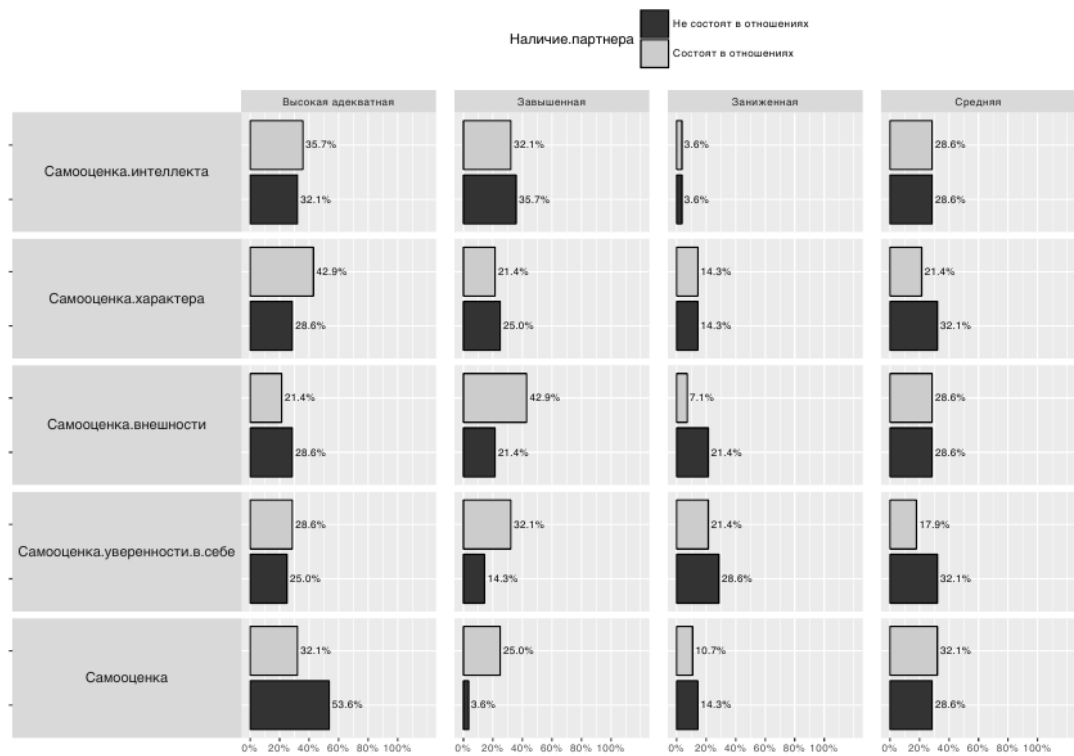 Наличие.партнера
Не состоят в отношениях
Состоят в отношениях
Высокая адекватная Завышенная Заниженная Средняя
Самооценка.интеллекта
35.7% 32.1% 3.6% 28.6%
32.1% 35.7% 3.6% 28.6%
Самооценка.характера
42.9% 21.4% 14.3% 21.4%
28.6% 25.0% 14.3% 32.1%
Самооценка.внешности
21.4% 42.9% 7.1% 28.6%
28.6% 21.4% 21.4% 28.6%
Самооценка.уверенности.в.себе
28.6% 32.1% 21.4% 17.9%
25.0% 14.3% 28.6% 32.1%
Самооценка
32.1% 25.0% 10.7% 32.1%
53.6% 3.6% 14.3% 28.6%
0% 20% 40% 60% 80% 100% 0% 20% 40% 60% 80% 100% 0% 20% 40% 60% 80% 100% 0% 20% 40% 60% 80% 100%